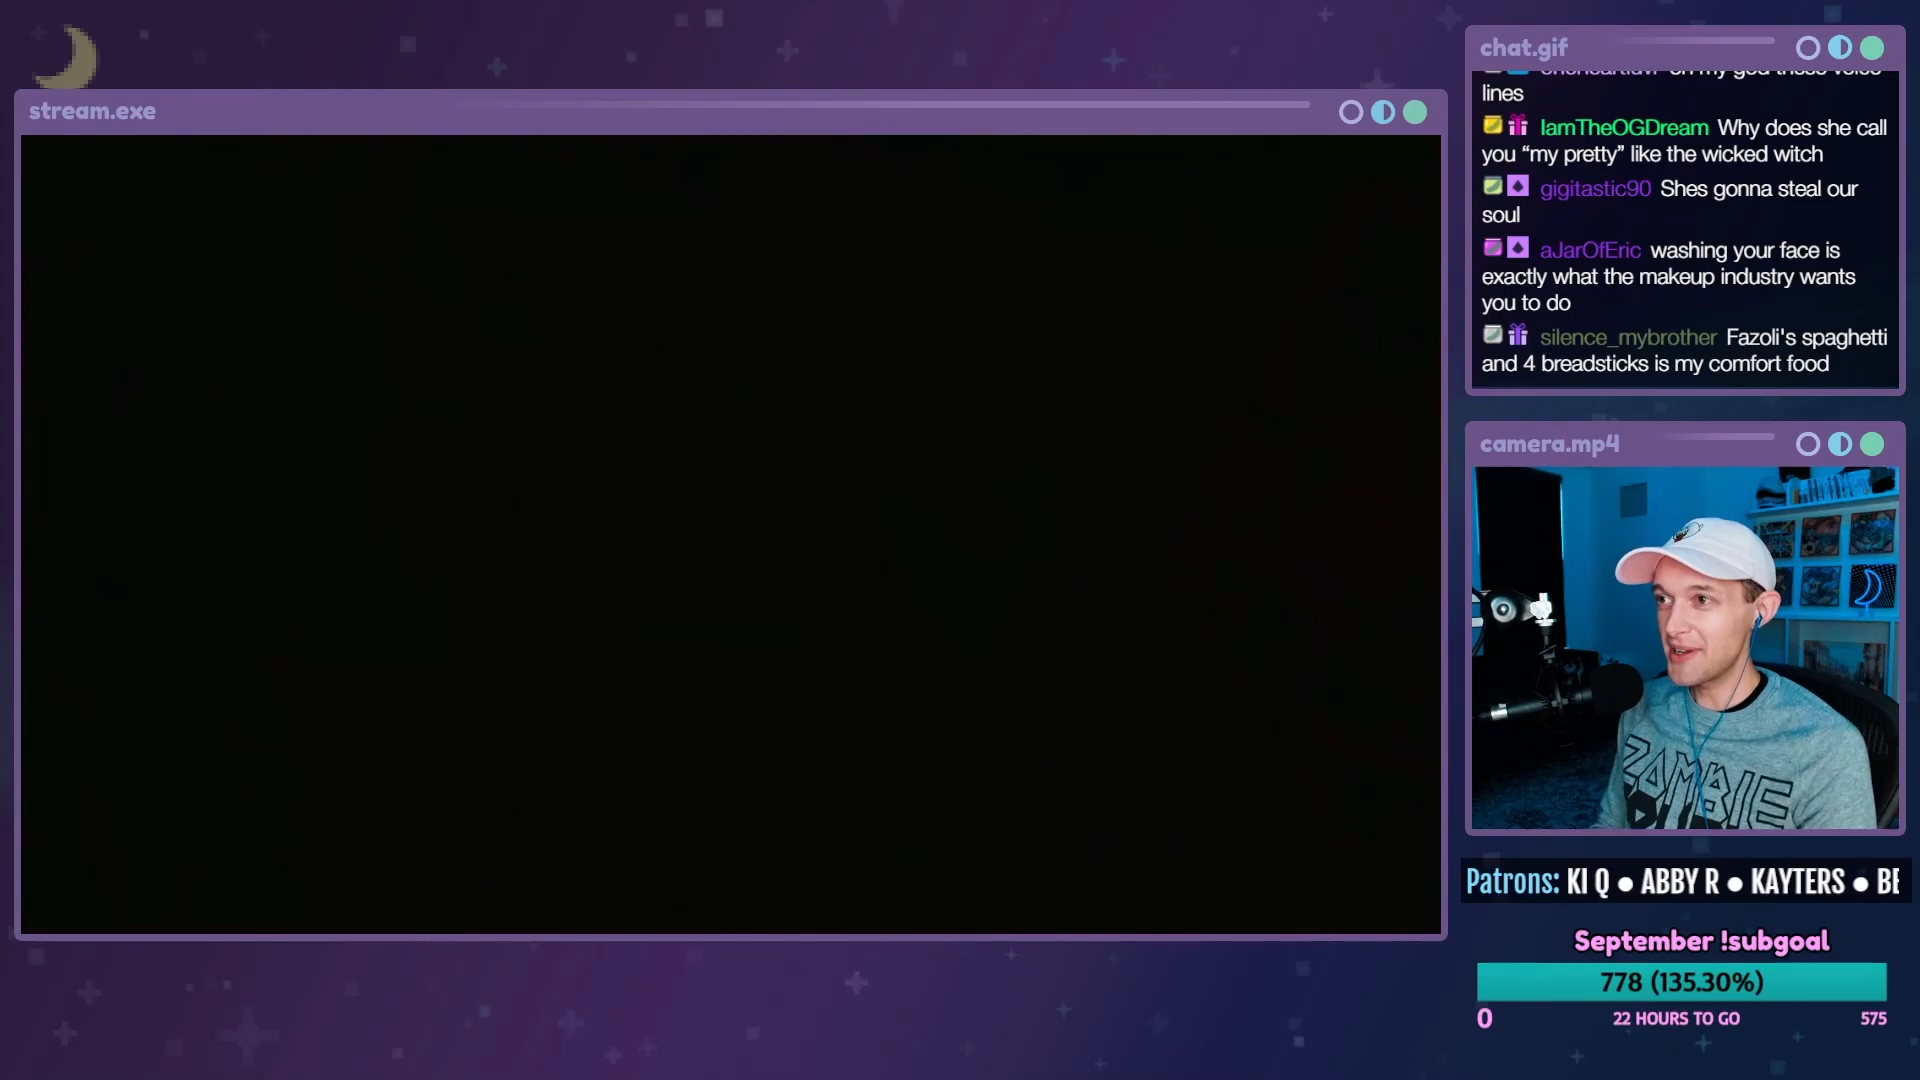 stream.exe
chat.gif
lines
IamTheOGDream Why does she call
you “my pretty” like the wicked witch
gigitastic90 Shes gonna steal our
soul
aJarOfEric washing your face is
exactly what the makeup industry wants
you to do
silence_mybrother Fazoli's spaghetti
and 4 breadsticks is my comfort food
camera.mp4
ZAMBIE
Patrons: KI Q ● ABBY R ● KAYTERS ● BE
September !subgoal
778 (135.30%)
0 22 HOURS TO GO 575